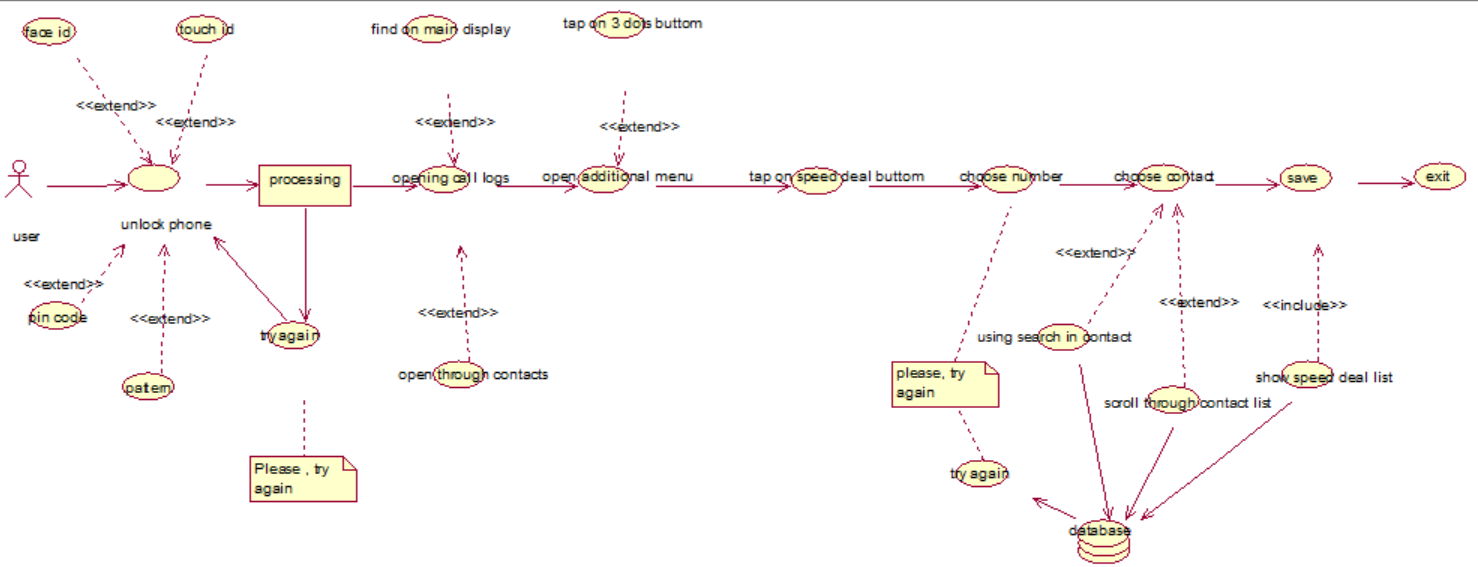 face id
touch id
find on main display
tap on 3 dots buttom
<<extend>>
<<extend>>
<<extend>>
<<extend>>
processing
opening call logs
open additional menu
tap on speed deal buttom
choose number
choose contact
save
exit
user
unlock phone
<<extend>>
pin code
<<extend>>
patern
try again
Please , try
again
<<extend>>
open through contacts
<<extend>>
<<extend>>
<<include>>
using search in contact
please, try
again
show speed deal list
scroll through contact list
try again
database